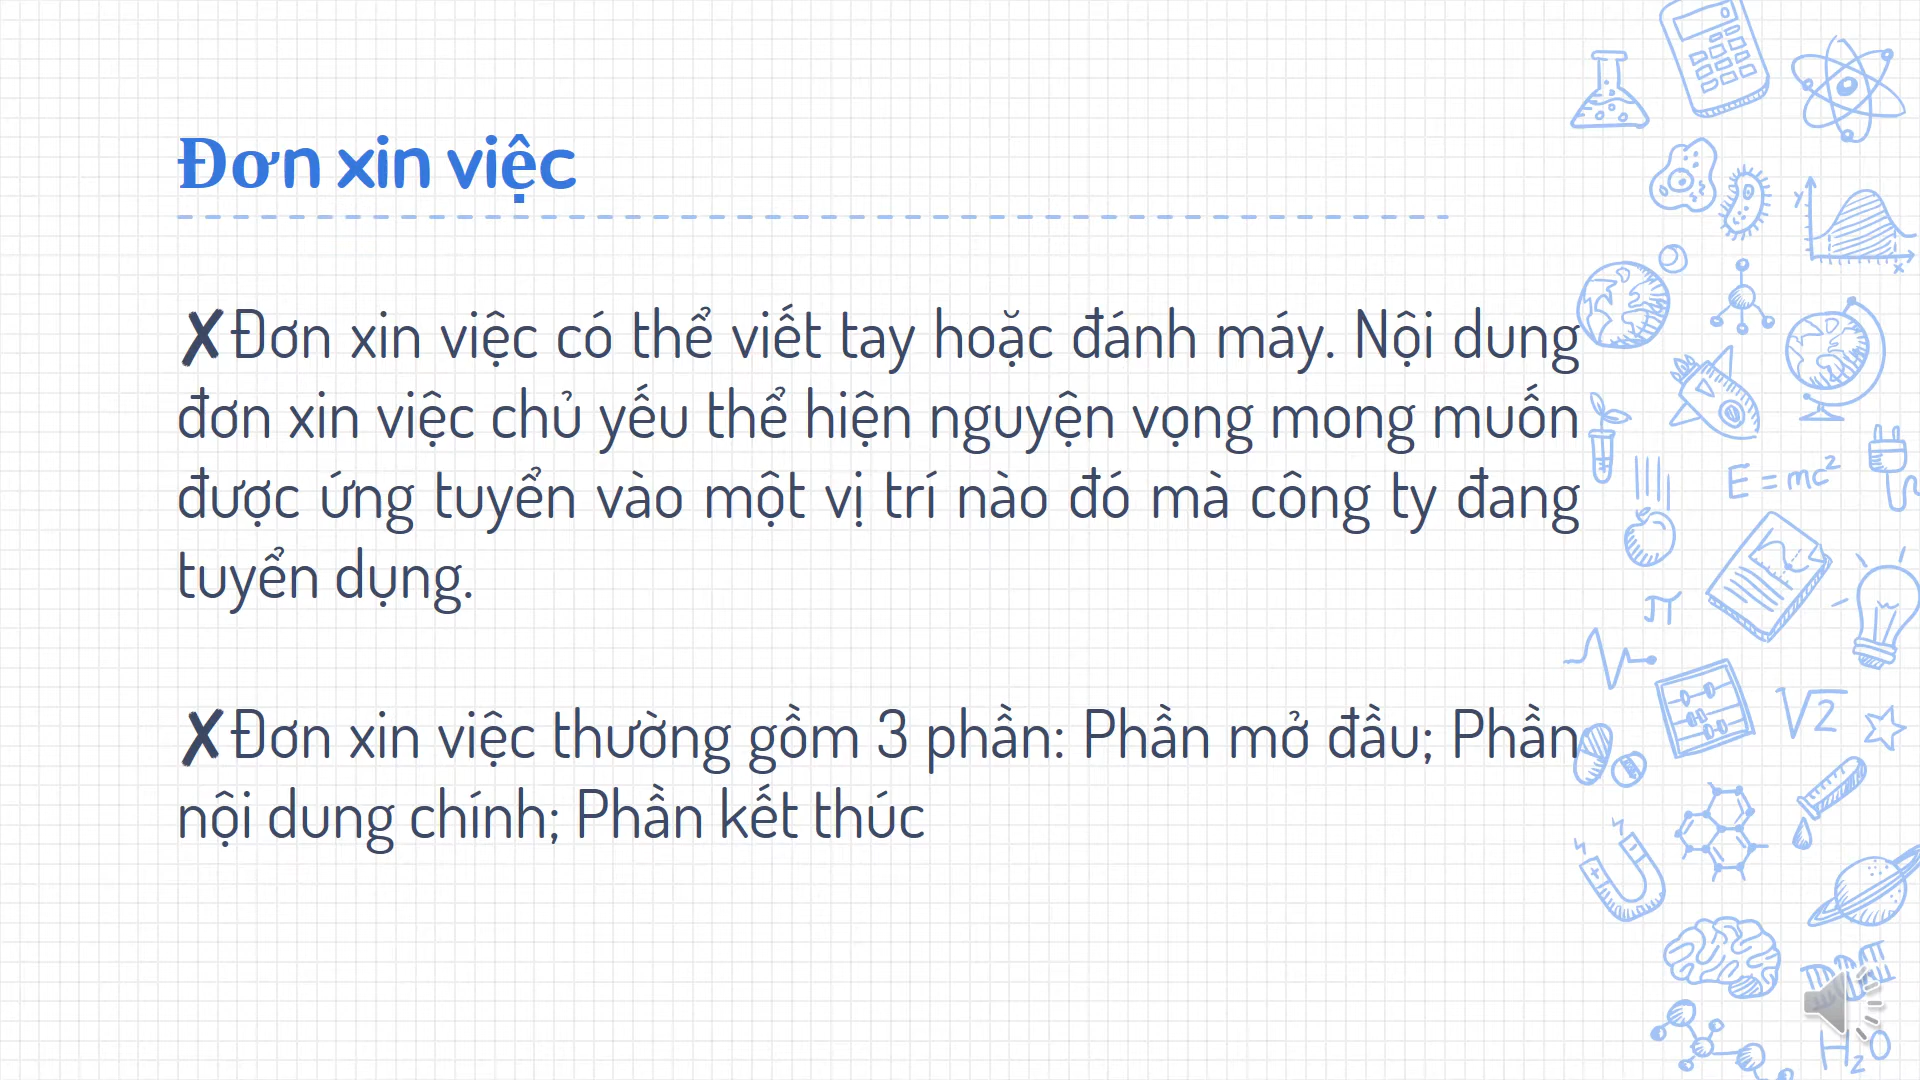 Đơn xin việc
✗Đơn xin việc có thể viết tay hoặc đánh máy. Nội dung
đơn xin việc chủ yếu thể hiện nguyện vọng mong muốn
được ứng tuyển vào một vị trí nào đó mà công ty đang
tuyển dụng.
✗Đơn xin việc thường gồm 3 phần: Phần mở đầu; Phần
nội dung chính; Phần kết thúc
y
x
E=mc²
π
√2
H₂O